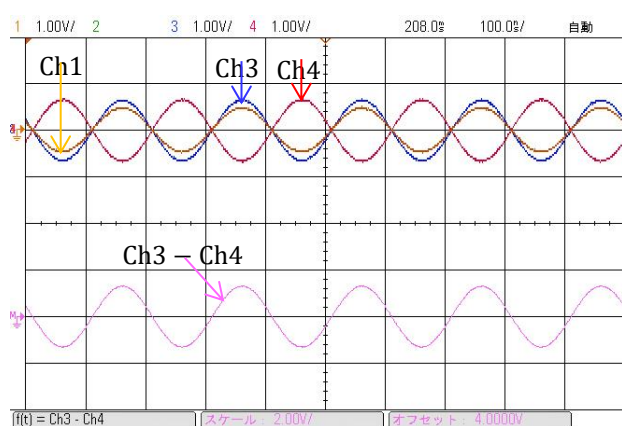 1 1.00V/ 2 3 1.00V/ 4 1.00V/ 208.0s 100.0s/ 自動
Ch1 Ch3 Ch4
Ch3 − Ch4
f(t) = Ch3 - Ch4 スケール : 2.00V/ オフセット : 4.0000V